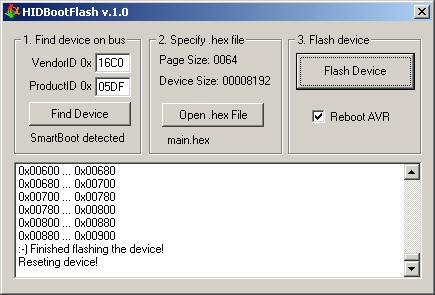 HIDBootFlash v.1.0
1. Find device on bus
VendorID 0x 16C0
ProductID 0x 05DF
Find Device
SmartBoot detected
2. Specify .hex file
Page Size: 0064
Device Size: 00008192
Open .hex File
main.hex
3. Flash device
Flash Device
Reboot AVR
0x00600 ... 0x00680
0x00680 ... 0x00700
0x00700 ... 0x00780
0x00780 ... 0x00800
0x00800 ... 0x00880
0x00880 ... 0x00900
:-) Finished flashing the device!
Reseting device!